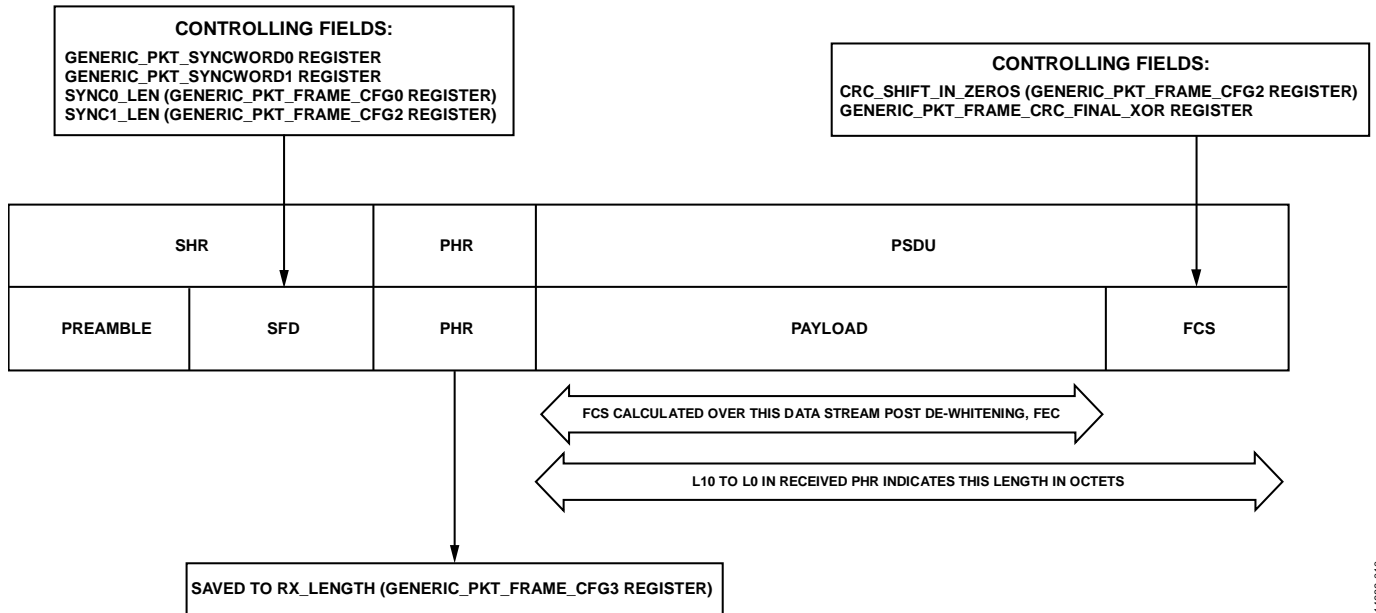 CONTROLLING FIELDS:
GENERIC_PKT_SYNCWORD0 REGISTER
GENERIC_PKT_SYNCWORD1 REGISTER
SYNC0_LEN (GENERIC_PKT_FRAME_CFG0 REGISTER)
SYNC1_LEN (GENERIC_PKT_FRAME_CFG2 REGISTER)
CONTROLLING FIELDS:
CRC_SHIFT_IN_ZEROS (GENERIC_PKT_FRAME_CFG2 REGISTER)
GENERIC_PKT_FRAME_CRC_FINAL_XOR REGISTER
SHR
PHR
PSDU
PREAMBLE
SFD
PHR
PAYLOAD
FCS
FCS CALCULATED OVER THIS DATA STREAM POST DE-WHITENING, FEC
L10 TO L0 IN RECEIVED PHR INDICATES THIS LENGTH IN OCTETS
SAVED TO RX_LENGTH (GENERIC_PKT_FRAME_CFG3 REGISTER)